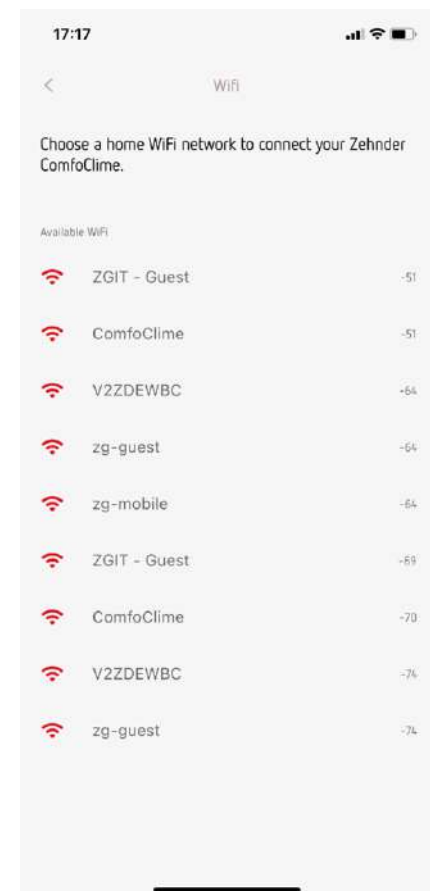 17:17
Wifi
Choose a home WiFi network to connect your Zehnder
ComfoClime.
Available WiFi
ZGIT - Guest -51
ComfoClime -51
V2ZDEWBC -64
zg-guest -64
zg-mobile -64
ZGIT - Guest -69
ComfoClime -70
V2ZDEWBC -74
zg-guest -74